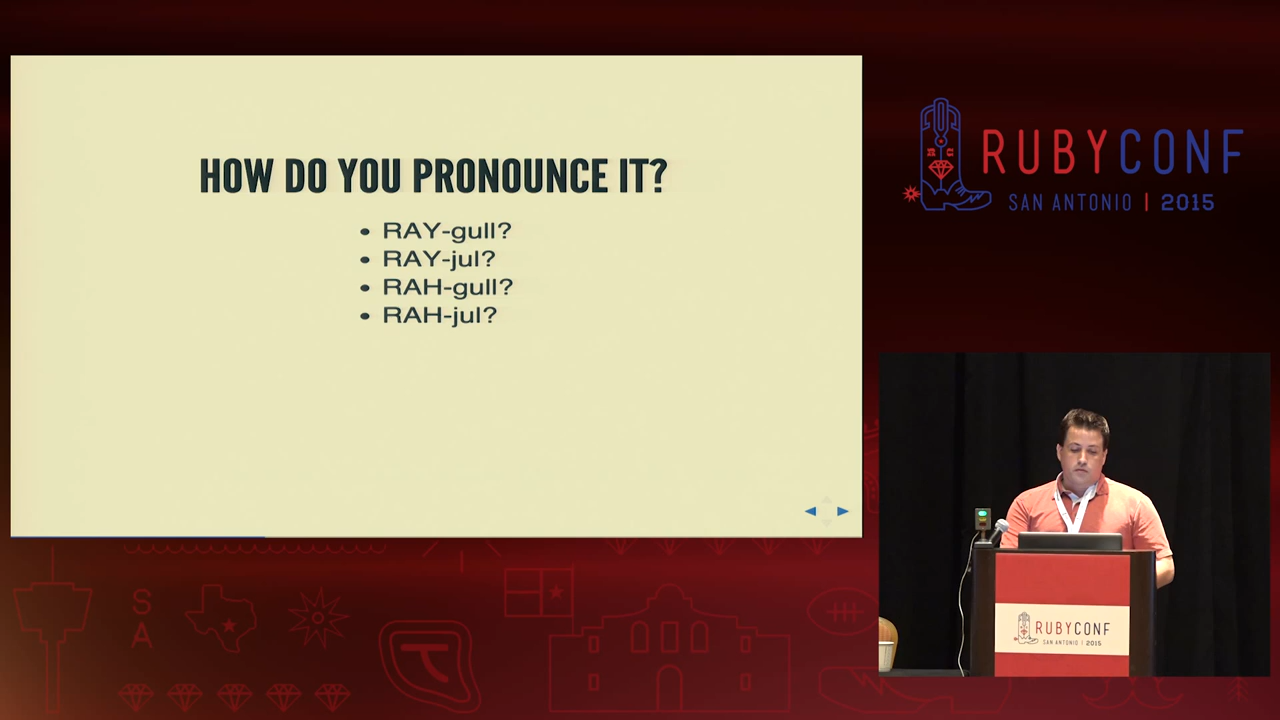 HOW DO YOU PRONOUNCE IT?
• RAY-gull?
• RAY-jul?
• RAH-gull?
• RAH-jul?
RUBYCONF
SAN ANTONIO | 2015
RUBYCONF
SAN ANTONIO | 2015
S
A